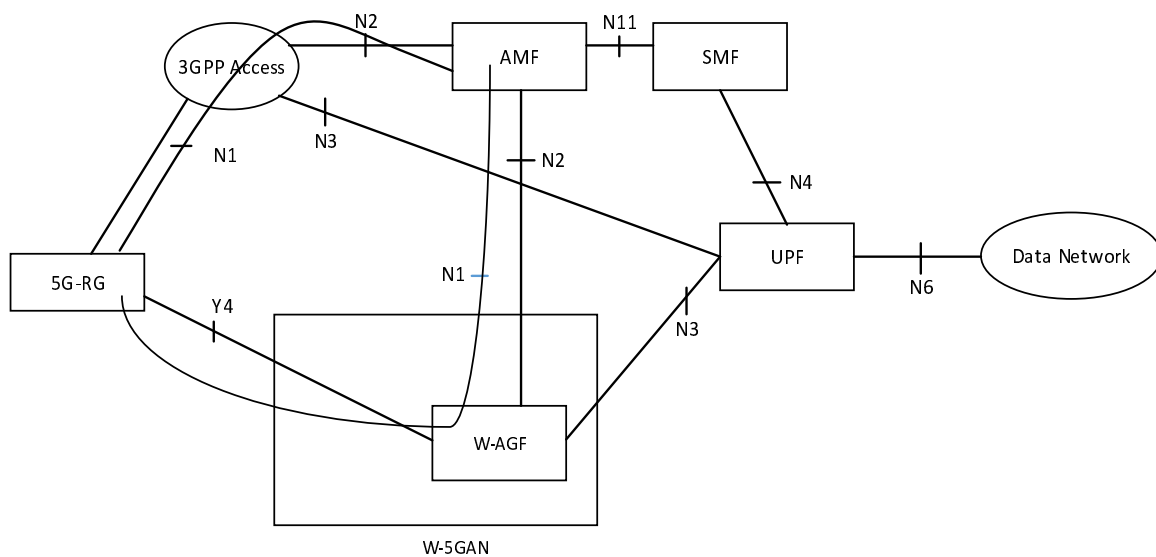 N2
N11
3GPP Access
AMF
SMF
N3
N1
N2
N4
5G-RG
N1
UPF
Data Network
Y4
N3
N6
W-AGF
W-5GAN